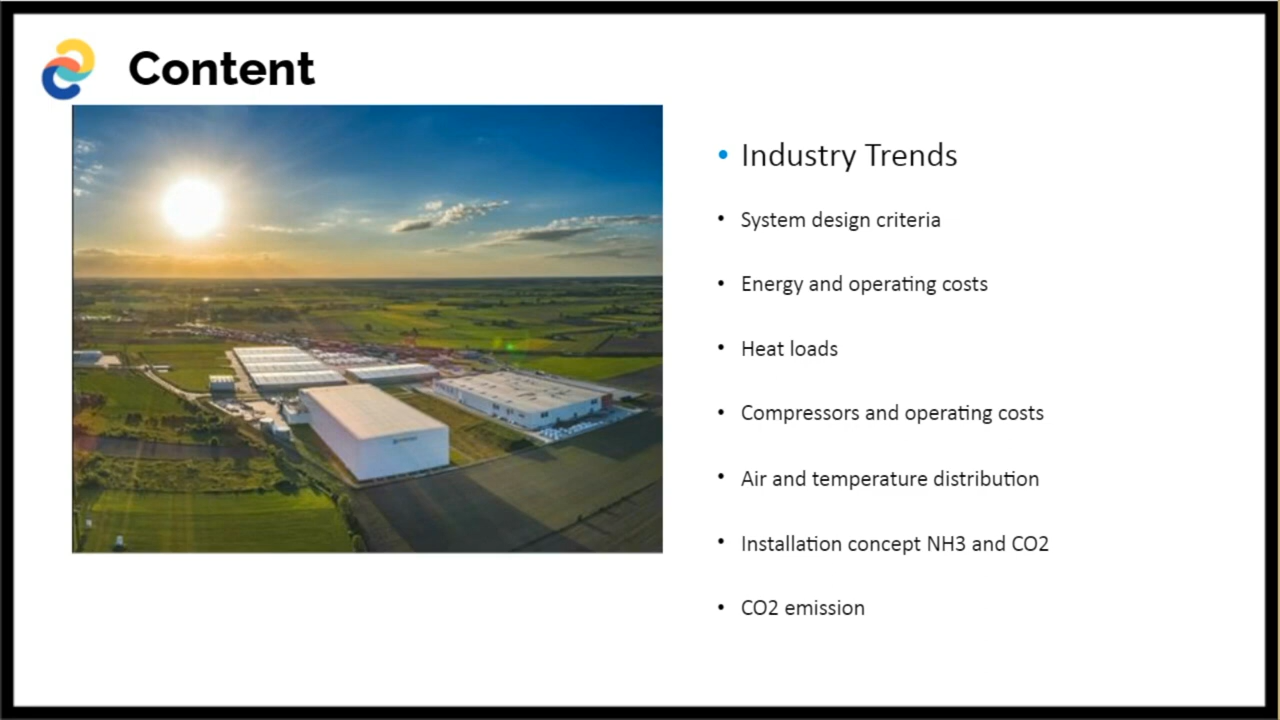 Content
• Industry Trends
• System design criteria
• Energy and operating costs
• Heat loads
• Compressors and operating costs
• Air and temperature distribution
• Installation concept NH3 and CO2
• CO2 emission